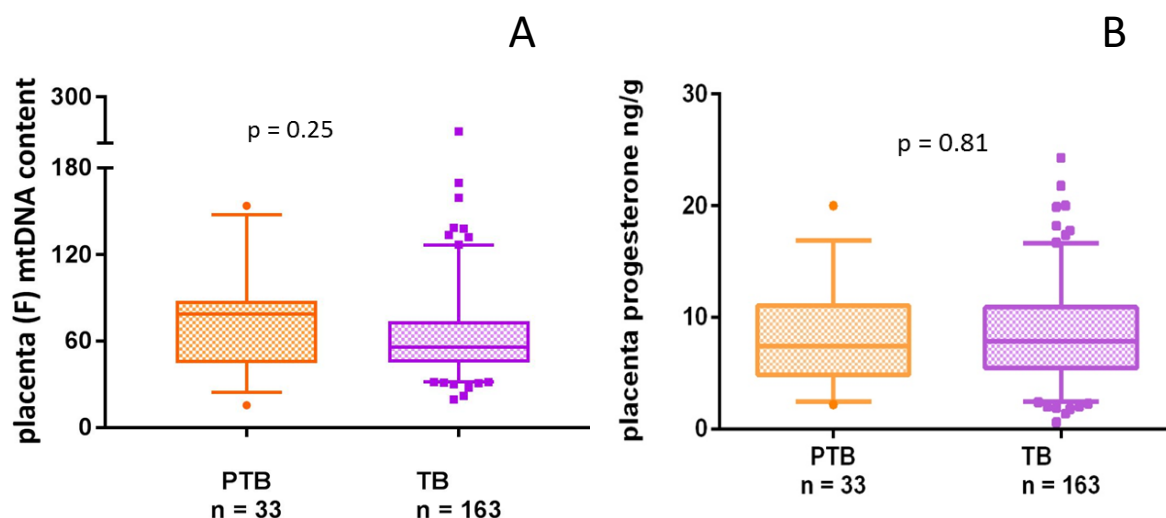 A
placenta (F) mtDNA content
300
180
120
60
0
p = 0.25
PTB
n = 33
TB
n = 163
B
placenta progesterone ng/g
30
20
10
0
p = 0.81
PTB
n = 33
TB
n = 163